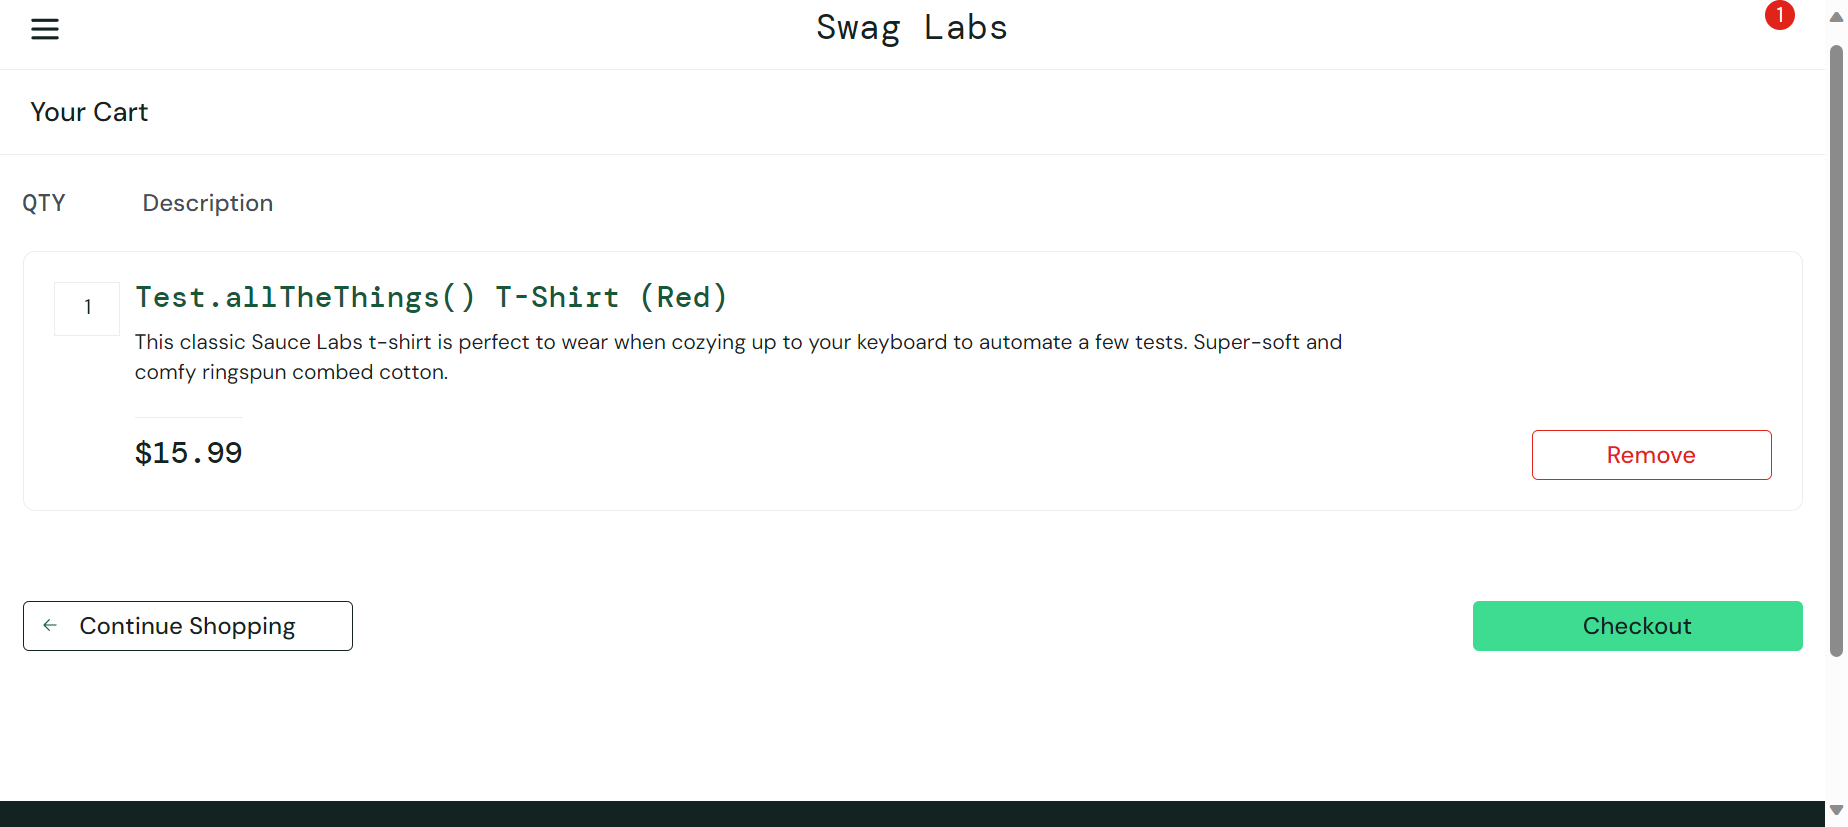 Swag Labs
1
Your Cart
QTY Description
1
Test.allTheThings() T-Shirt (Red)
This classic Sauce Labs t-shirt is perfect to wear when cozying up to your keyboard to automate a few tests. Super-soft and
comfy ringspun combed cotton.
$15.99
Remove
Continue Shopping
Checkout